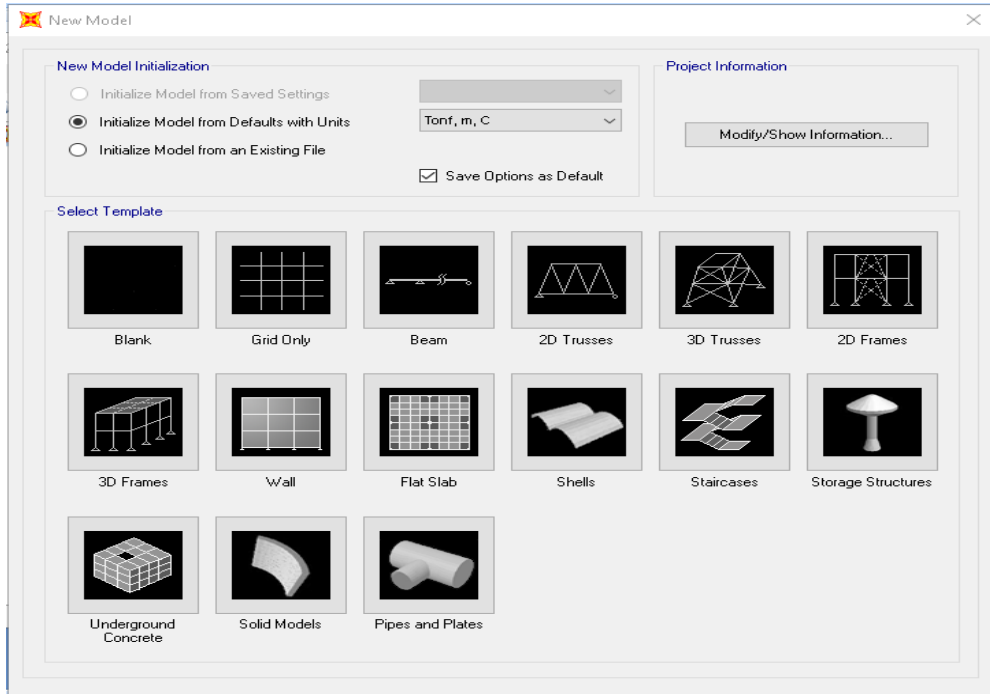 New Model
New Model Initialization
Initialize Model from Saved Settings
Initialize Model from Defaults with Units
Tonf, m, C
Initialize Model from an Existing File
Save Options as Default
Project Information
Modify/Show Information...
Select Template
Blank
Grid Only
Beam
2D Trusses
3D Trusses
2D Frames
3D Frames
Wall
Flat Slab
Shells
Staircases
Storage Structures
Underground
Concrete
Solid Models
Pipes and Plates